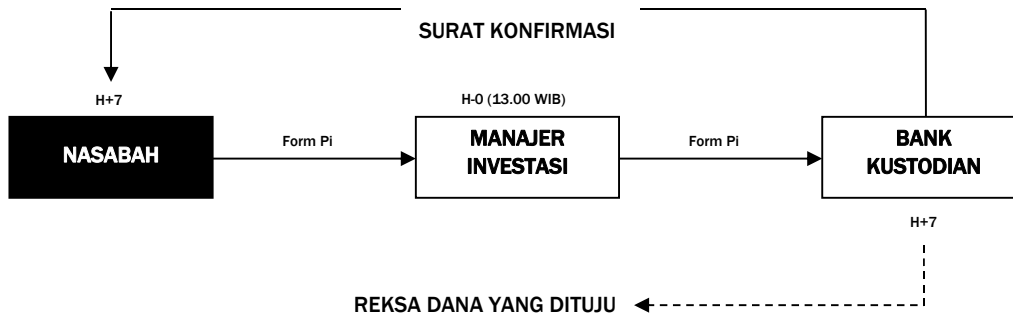 SURAT KONFIRMASI
H+7
H-0 (13.00 WIB)
NASABAH
Form Pi
MANAJER
INVESTASI
Form Pi
BANK
KUSTODIAN
H+7
REKSA DANA YANG DITUJU